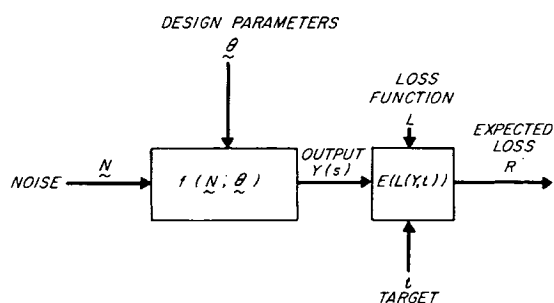 DESIGN PARAMETERS
θ
LOSS
FUNCTION
L
EXPECTED
LOSS
R
OUTPUT
Y(s)
N
NOISE
f(N; θ)
E(L(Y,t))
t
TARGET